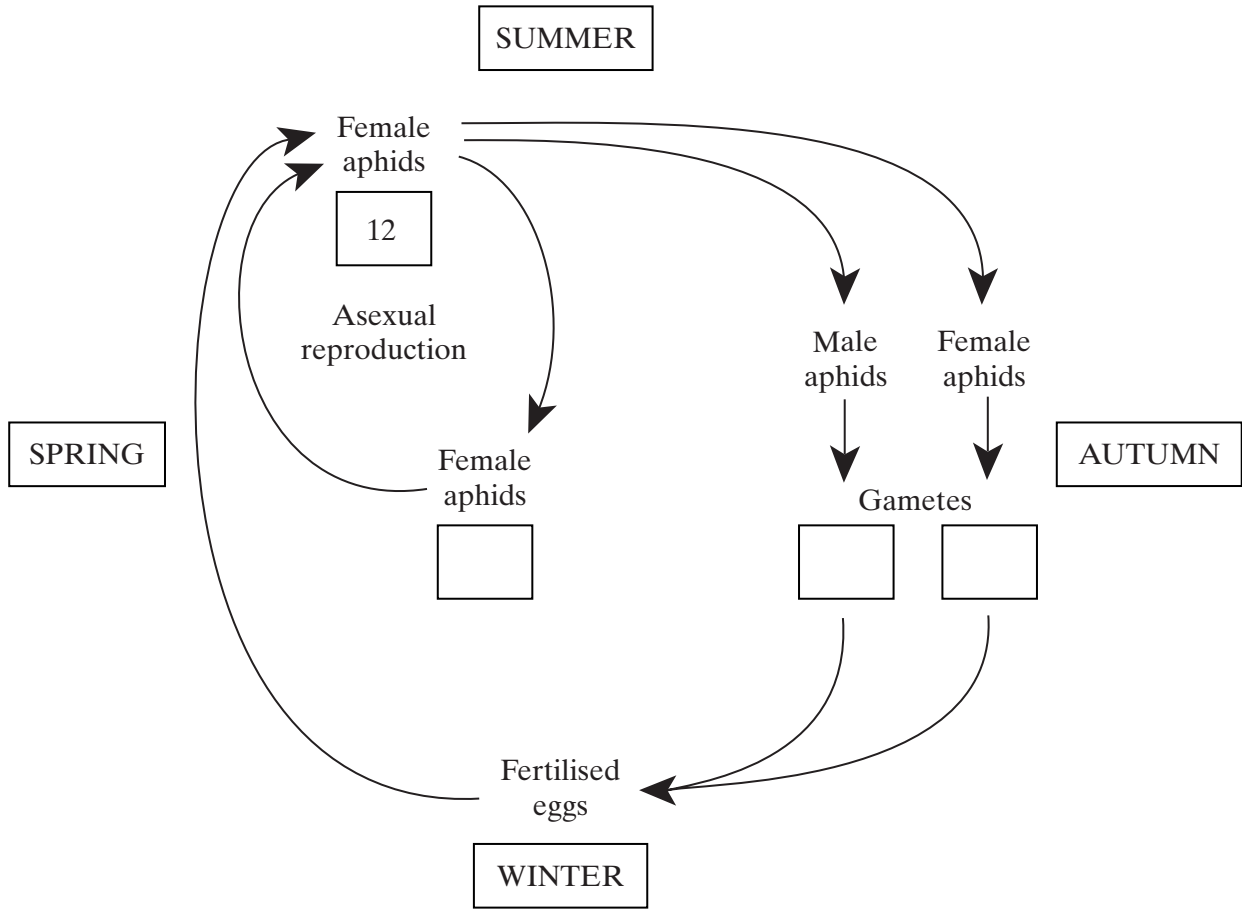 SUMMER
Female
aphids
12
Asexual
reproduction
Male
aphids
Female
aphids
SPRING
AUTUMN
Female
aphids
Gametes
Fertilised
eggs
WINTER